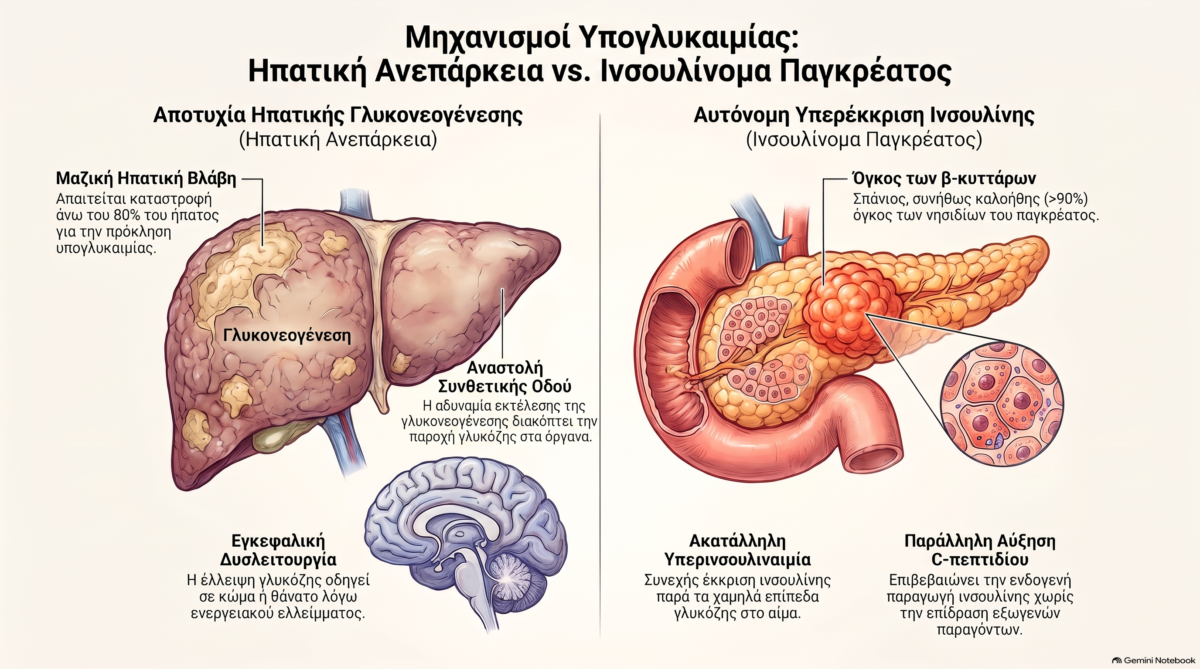 Μηχανισμοί Υπογλυκαιμίας:
Ηπατική Ανεπάρκεια vs. Ινσουλίνομα Παγκρέατος
Αποτυχία Ηπατικής Γλυκονεογένεσης
(Ηπατική Ανεπάρκεια)
Μαζική Ηπατική Βλάβη
Απαιτείται καταστροφή
άνω του 80% του ήπατος
για την πρόκληση
υπογλυκαιμίας.
Γλυκονεογένεση
Αναστολή
Συνθετικής Οδού
Η αδυναμία εκτέλεσης της
γλυκονεογένεσης διακόπτει την
παροχή γλυκόζης στα όργανα.
Εγκεφαλική
Δυσλειτουργία
Η έλλειψη γλυκόζης οδηγεί
σε κώμα ή θάνατο λόγω
ενεργειακού ελλείμματος.
Αυτόνομη Υπερέκκριση Ινσουλίνης
(Ινσουλίνομα Παγκρέατος)
Όγκος των β-κυττάρων
Σπάνιος, συνήθως καλοήθης (>90%)
όγκος των νησιδίων του παγκρέατος.
Ακατάλληλη
Υπερινσουλιναιμία
Συνεχής έκκριση ινσουλίνης
παρά τα χαμηλά επίπεδα
γλυκόζης στο αίμα.
Παράλληλη Αύξηση
C-πεπτιδίου
Επιβεβαιώνει την ενδογενή
παραγωγή ινσουλίνης χωρίς
την επίδραση εξωγενών
παραγόντων.
Gemini Notebook